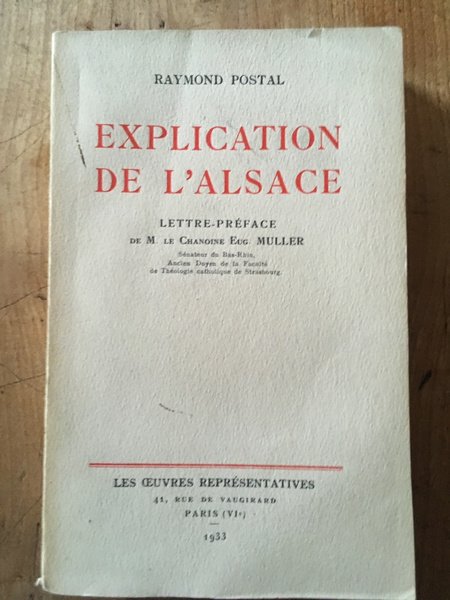 RAYMOND POSTAL
EXPLICATION
DE L'ALSACE
LETTRE-PRÉFACE
DE M. LE CHANOINE EUG. MULLER
Sénateur du Bas-Rhin,
Ancien Doyen de la Faculté
de Théologie catholique de Strasbourg
LES ŒUVRES REPRÉSENTATIVES
41, RUE DE VAUGIRARD
PARIS (VIe)
1933